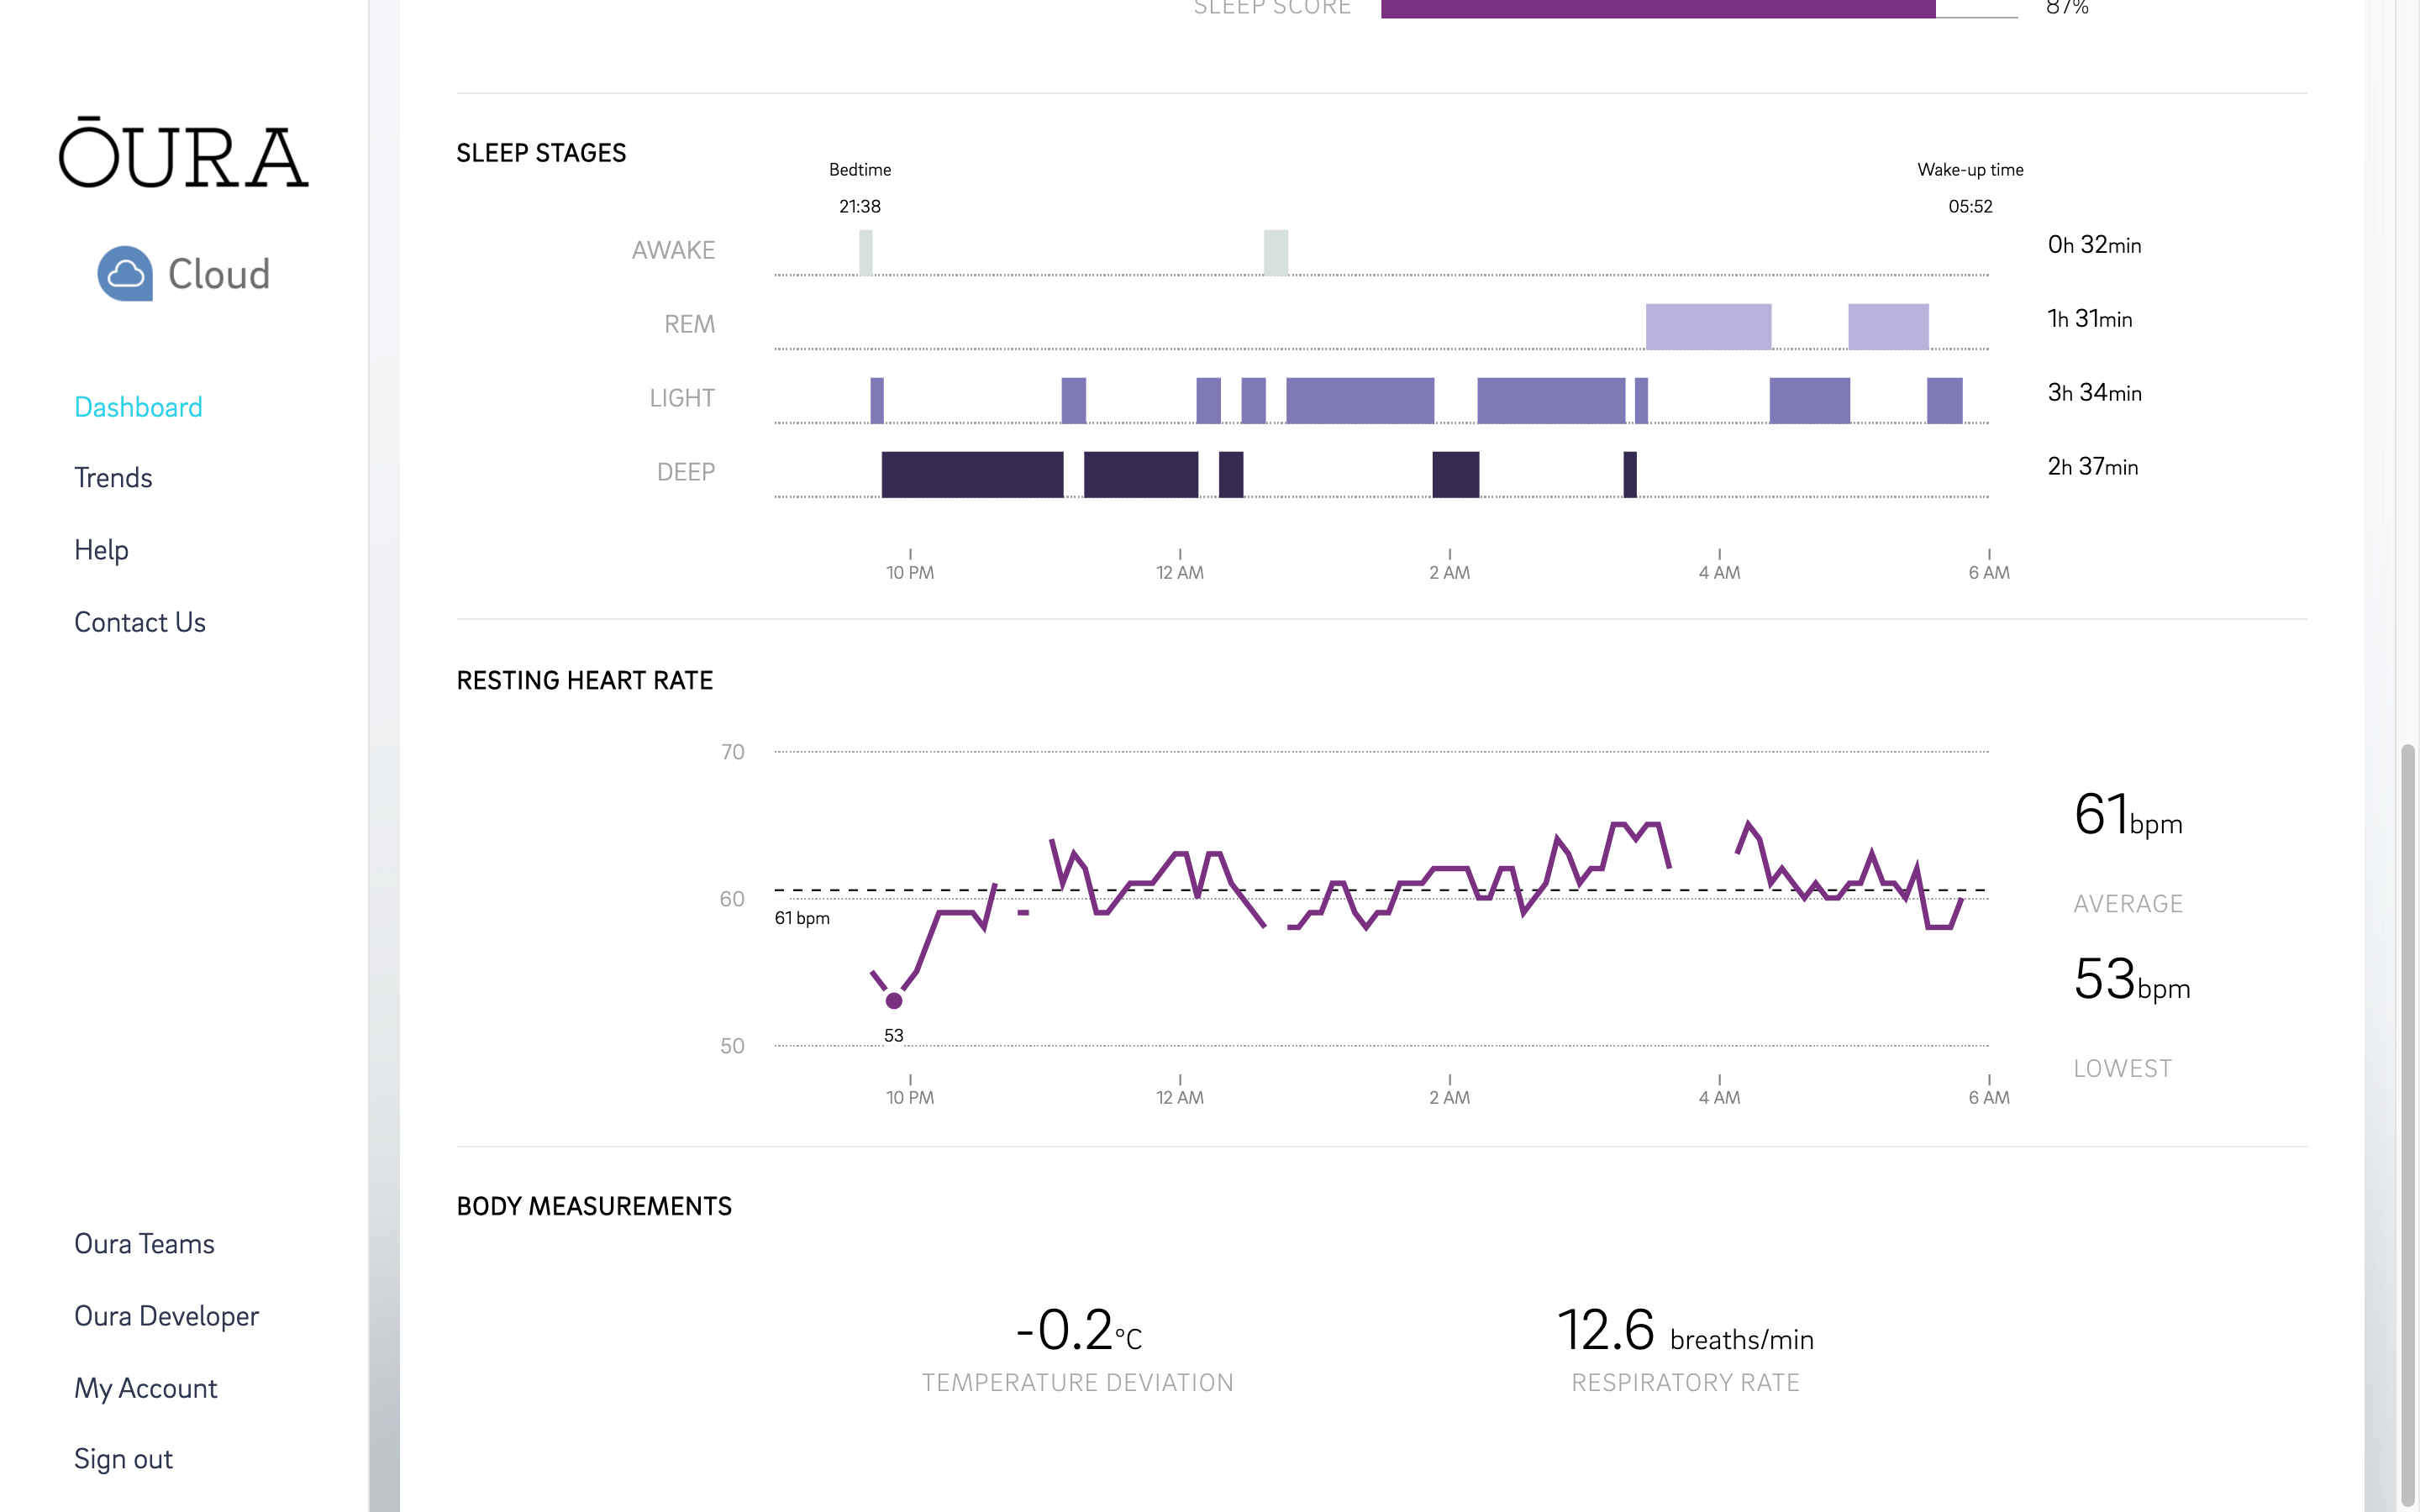 SLEEP SCORE 87%
ŌURA
Cloud
Dashboard
Trends
Help
Contact Us
Oura Teams
Oura Developer
My Account
Sign out
SLEEP STAGES
Bedtime Wake-up time
21:38 05:52
AWAKE 0h 32min
REM 1h 31min
LIGHT 3h 34min
DEEP 2h 37min
10 PM 12 AM 2 AM 4 AM 6 AM
RESTING HEART RATE
70
61bpm
60 AVERAGE
61 bpm
53bpm
53
50
LOWEST
10 PM 12 AM 2 AM 4 AM 6 AM
BODY MEASUREMENTS
-0.2°C 12.6 breaths/min
TEMPERATURE DEVIATION RESPIRATORY RATE